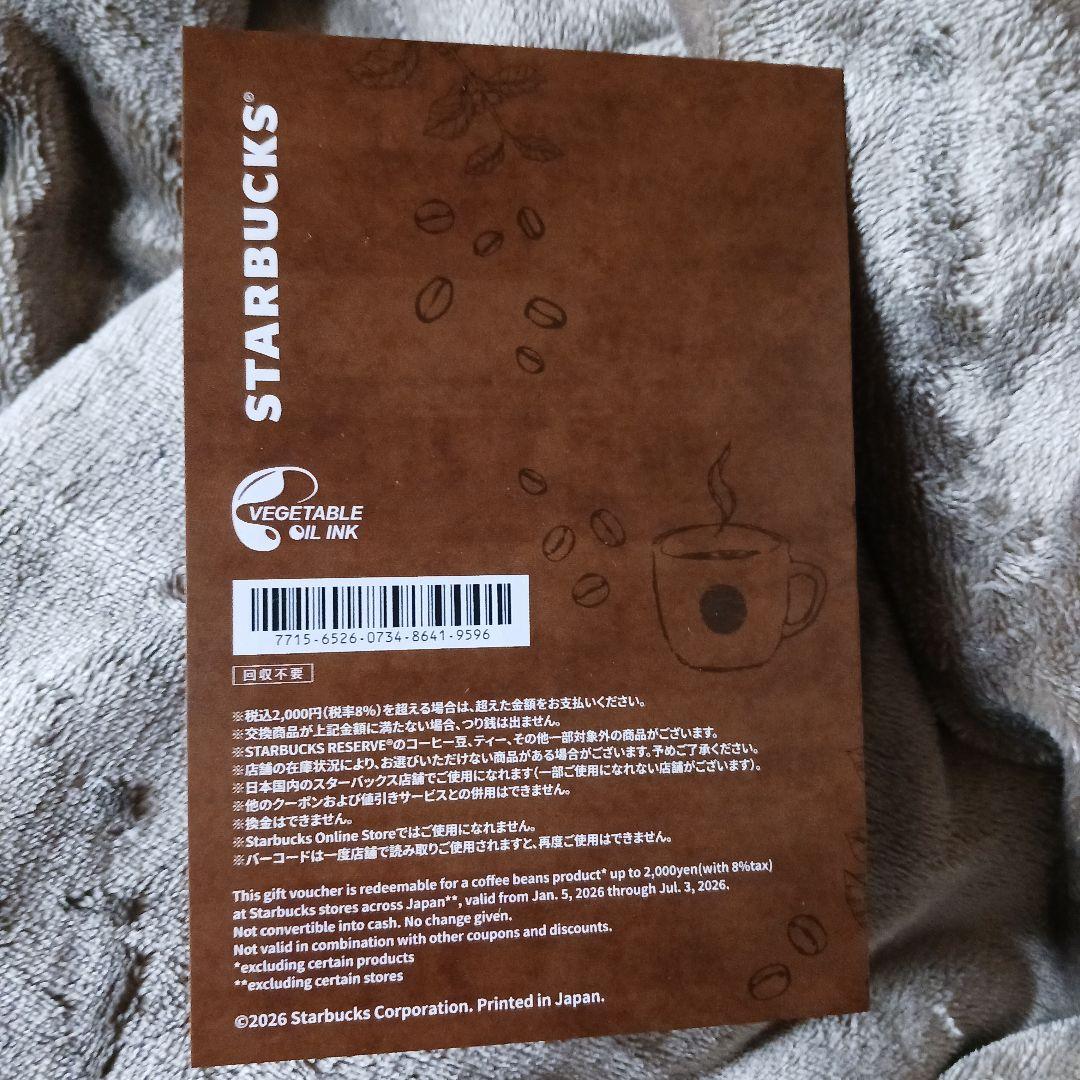 STARBUCKS®
VEGETABLE
OIL INK
7715-6526-0734-8641-9596
回収不要
※税込2,000円(税率8%)を超える場合は、超えた金額をお支払いください。
※交換商品が上記金額に満たない場合、つり銭は出ません。
※STARBUCKS RESERVE®のコーヒー豆、ティー、その他一部対象外の商品がございます。
※店舗の在庫状況により、お選びいただけない商品がある場合がございます。予めご了承ください。
※日本国内のスターバックス店舗でご使用になれます(一部ご使用になれない店舗がございます)。
※他のクーポンおよび値引きサービスとの併用はできません。
※換金はできません。
※Starbucks Online Storeではご使用になれません。
※バーコードは一度店舗で読み取りご使用されますと、再度ご使用はできません。
This gift voucher is redeemable for a coffee beans product* up to 2,000yen(with 8%tax)
at Starbucks stores across Japan**, valid from Jan. 5, 2026 through Jul. 3, 2026.
Not convertible into cash. No change given.
Not valid in combination with other coupons and discounts.
*excluding certain products
**excluding certain stores
©2026 Starbucks Corporation. Printed in Japan.